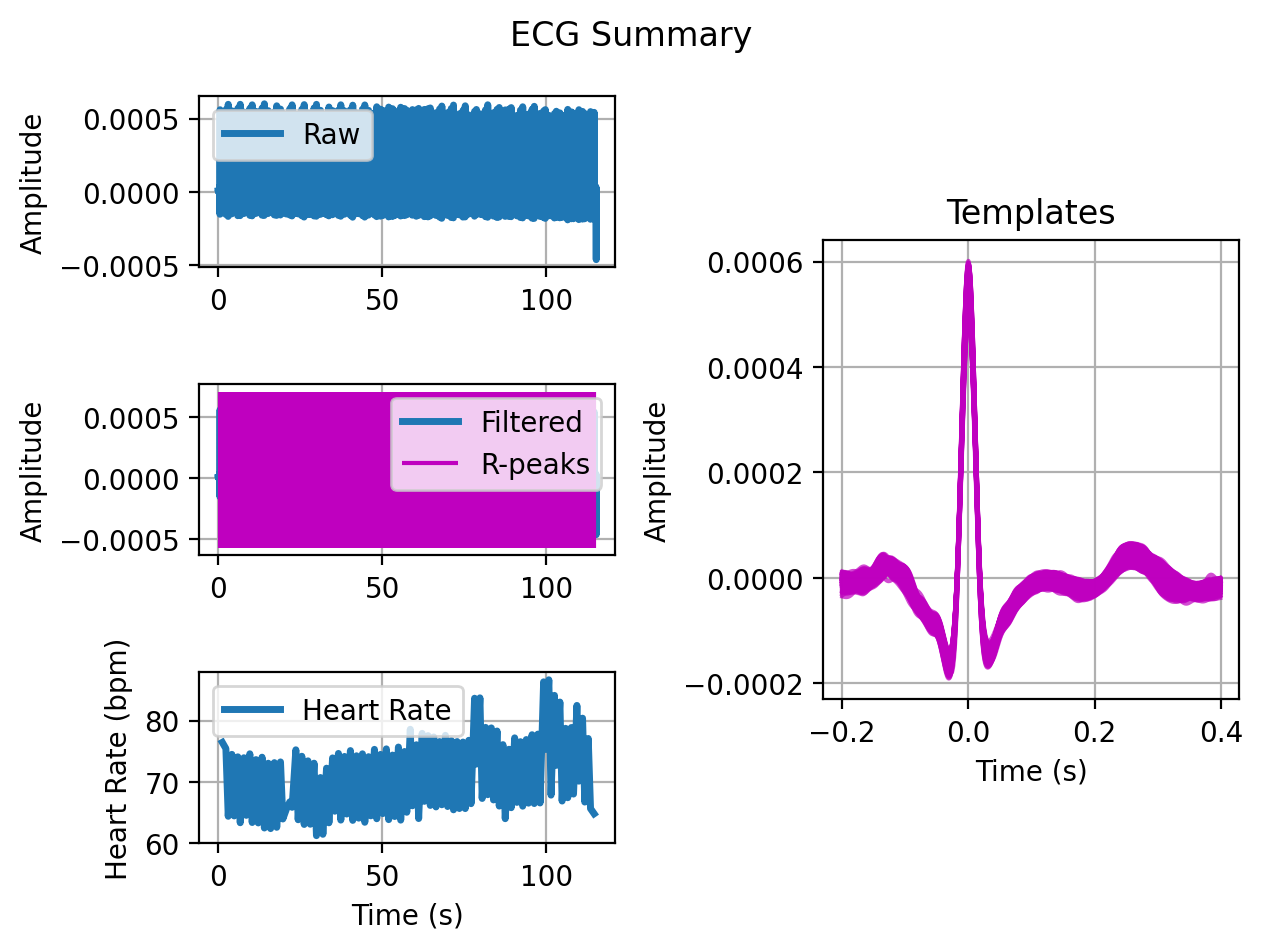 ECG Summary
Amplitude
0.0005
0.0000
−0.0005
Raw
0
50
100
Amplitude
0.0005
0.0000
−0.0005
Filtered
R-peaks
0
50
100
Heart Rate (bpm)
80
70
60
Heart Rate
0
50
100
Time (s)
Templates
Amplitude
0.0006
0.0004
0.0002
0.0000
−0.0002
−0.2
0.0
0.2
0.4
Time (s)